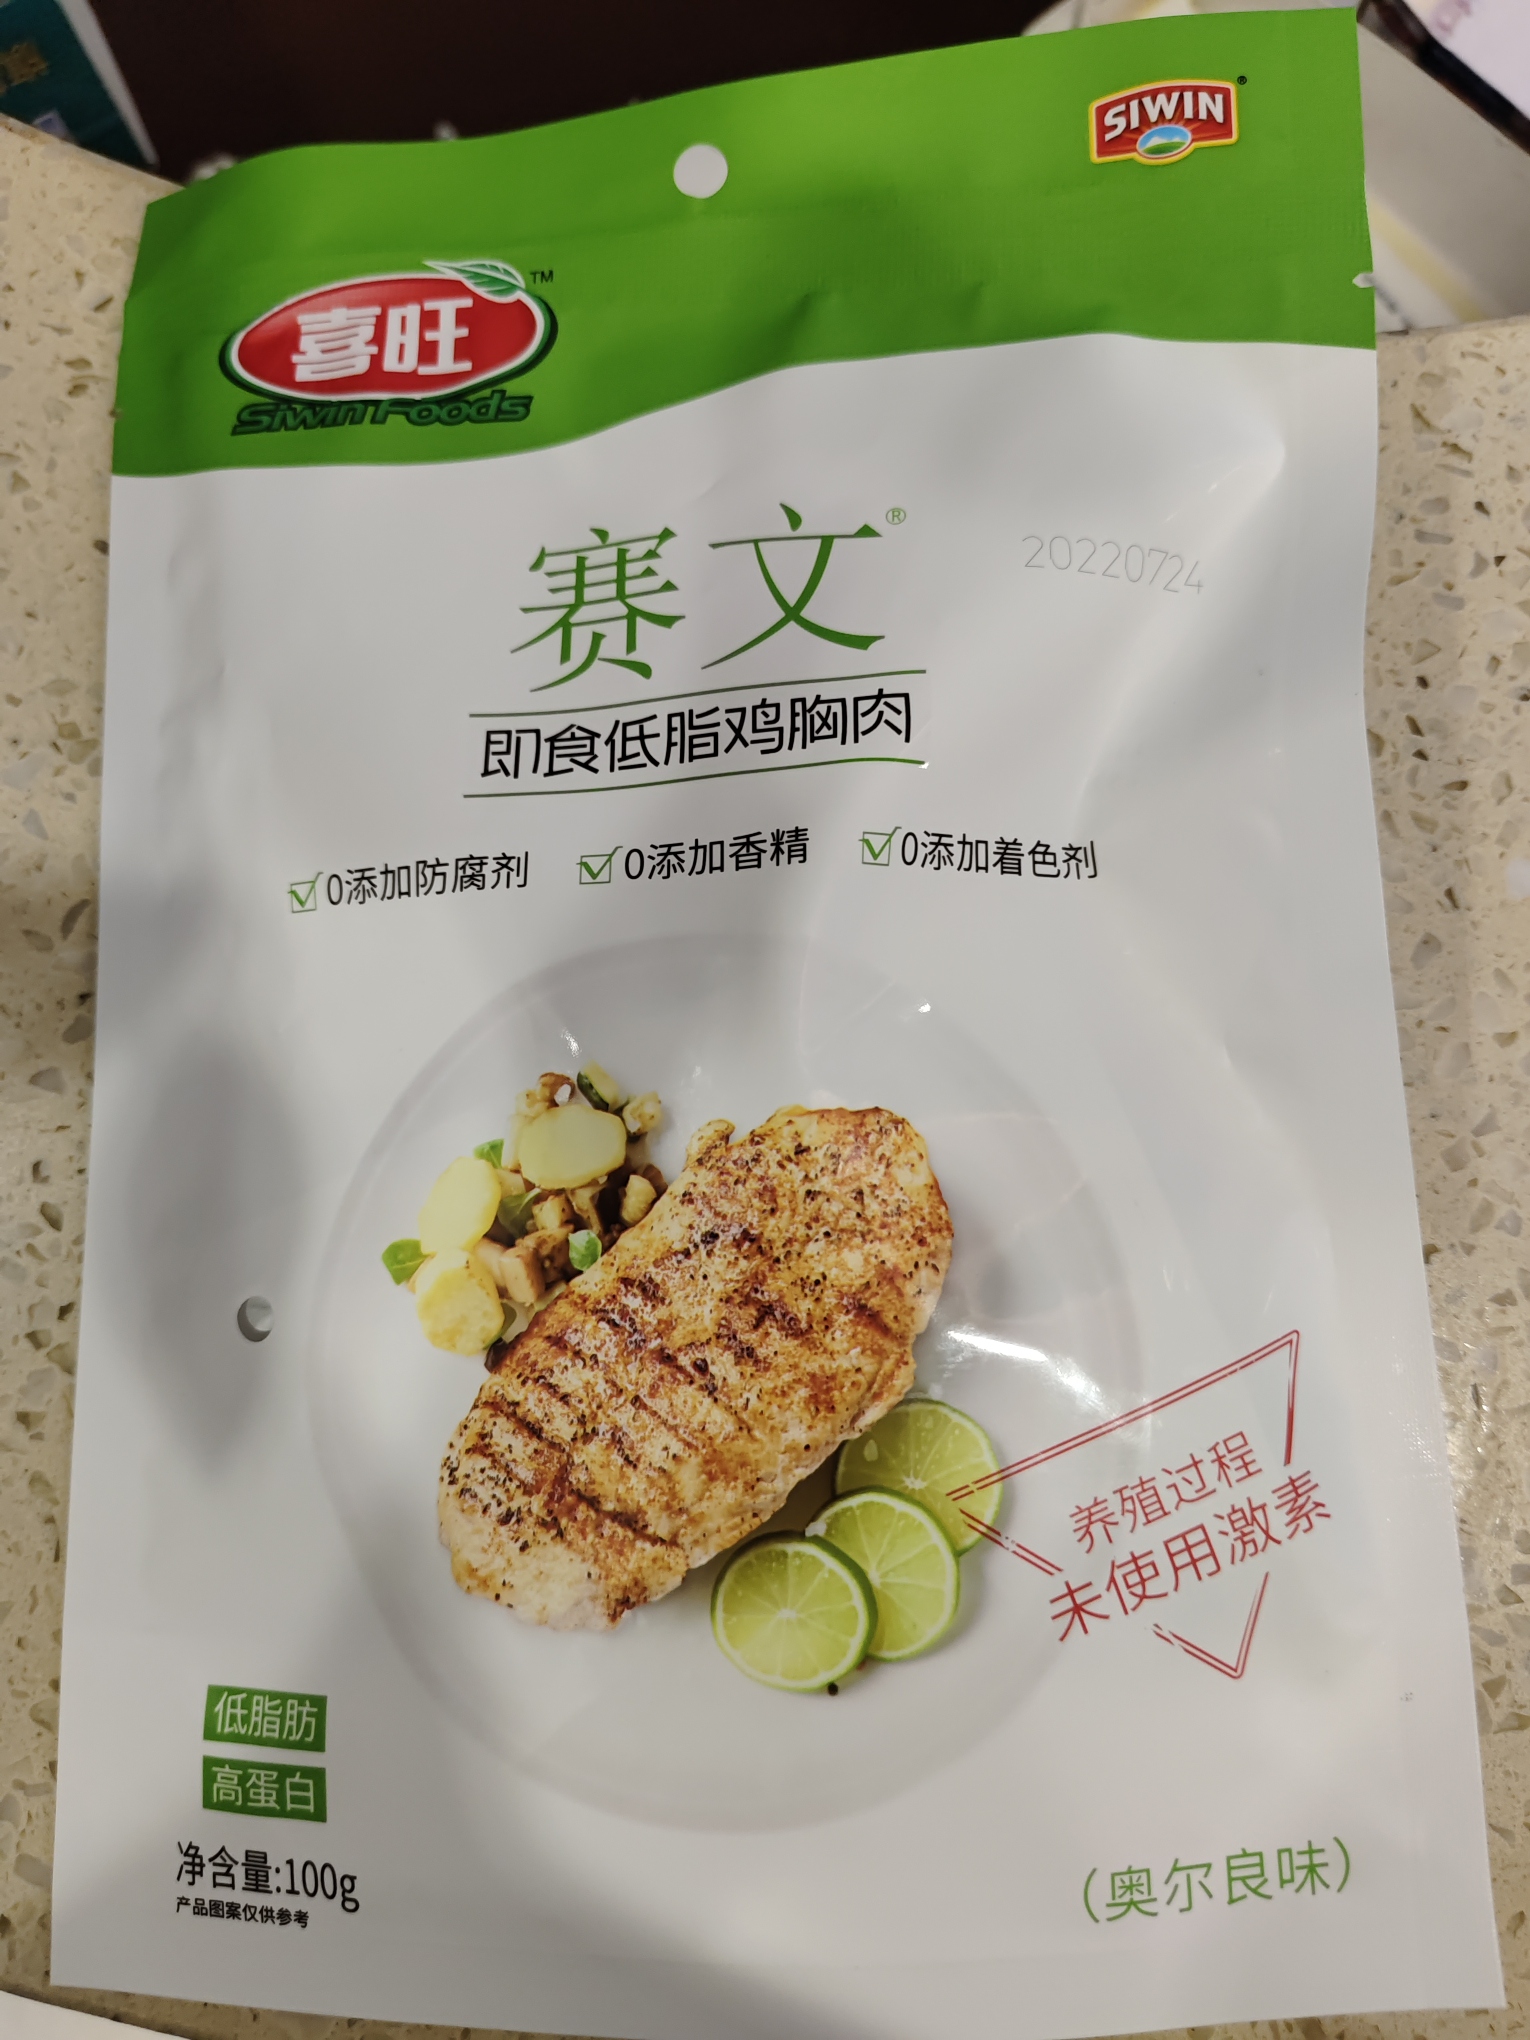 SIWIN
喜旺™
Siwin Foods
赛文®
20220724
即食低脂鸡胸肉
0添加防腐剂 0添加香精 0添加着色剂
养殖过程
未使用激素
低脂肪
高蛋白
净含量:100g
产品图案仅供参考
（奥尔良味）